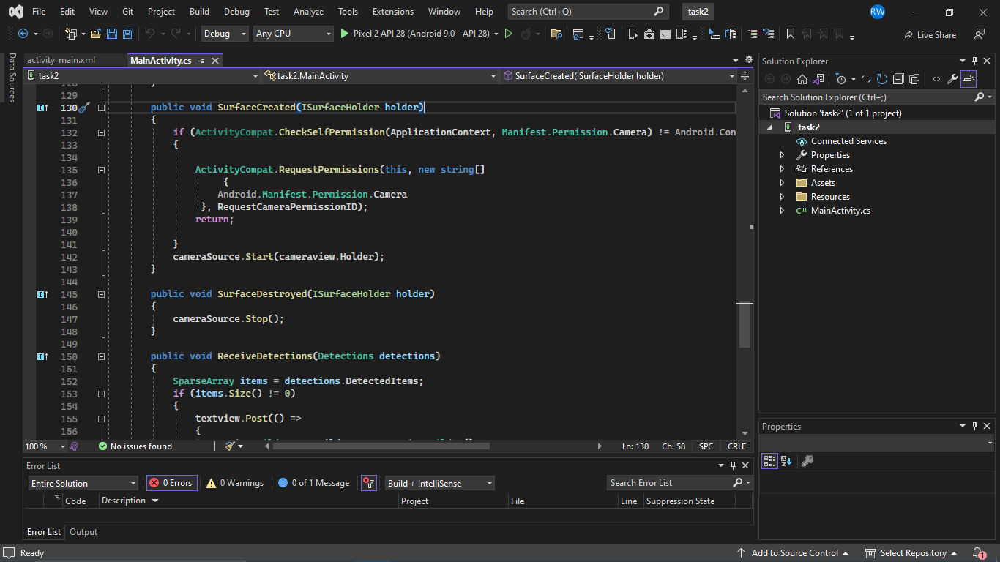 File Edit View Git Project Build Debug Test Analyze Tools Extensions Window Help Search (Ctrl+Q) task2 RW
Debug Any CPU Pixel 2 API 28 (Android 9.0 - API 28) Live Share
Data Sources
activity_main.xml MainActivity.cs
task2 task2.MainActivity SurfaceCreated(ISurfaceHolder holder)
128 }
129
130 public void SurfaceCreated(ISurfaceHolder holder)
131 {
132 if (ActivityCompat.CheckSelfPermission(ApplicationContext, Manifest.Permission.Camera) != Android.Con
133 {
134
135 ActivityCompat.RequestPermissions(this, new string[]
136 {
137 Android.Manifest.Permission.Camera
138 }, RequestCameraPermissionID);
139 return;
140
141 }
142 cameraSource.Start(cameraview.Holder);
143 }
144
145 public void SurfaceDestroyed(ISurfaceHolder holder)
146 {
147 cameraSource.Stop();
148 }
149
150 public void ReceiveDetections(Detections detections)
151 {
152 SparseArray items = detections.DetectedItems;
153 if (items.Size() != 0)
154 {
155 textview.Post(() =>
156 {
100 % No issues found Ln: 130 Ch: 58 SPC CRLF
Error List
Entire Solution 0 Errors 0 Warnings 0 of 1 Message Build + IntelliSense Search Error List
Code Description Project File Line Suppression State
Error List Output
Solution Explorer
Search Solution Explorer (Ctrl+;)
Solution 'task2' (1 of 1 project)
task2
Connected Services
Properties
References
Assets
Resources
C# MainActivity.cs
Properties
Ready Add to Source Control Select Repository 1